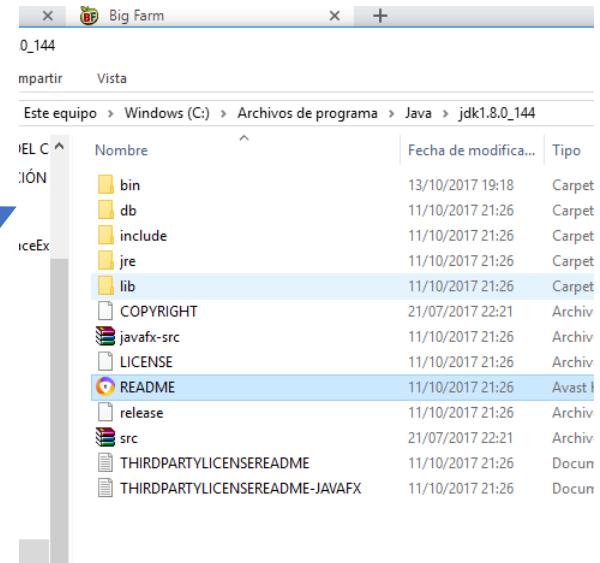 Big Farm
.0_144
mpartir Vista
Este equipo > Windows (C:) > Archivos de programa > Java > jdk1.8.0_144
DEL C
CIÓN
aceEx
Nombre Fecha de modifica... Tipo
bin 13/10/2017 19:18 Carpet
db 11/10/2017 21:26 Carpet
include 11/10/2017 21:26 Carpet
jre 11/10/2017 21:26 Carpet
lib 11/10/2017 21:26 Carpet
COPYRIGHT 21/07/2017 22:21 Archiv
javafx-src 11/10/2017 21:26 Archiv
LICENSE 11/10/2017 21:26 Archiv
README 11/10/2017 21:26 Avast H
release 11/10/2017 21:26 Archiv
src 21/07/2017 22:21 Archiv
THIRDPARTYLICENSEREADME 11/10/2017 21:26 Docum
THIRDPARTYLICENSEREADME-JAVAFX 11/10/2017 21:26 Docum